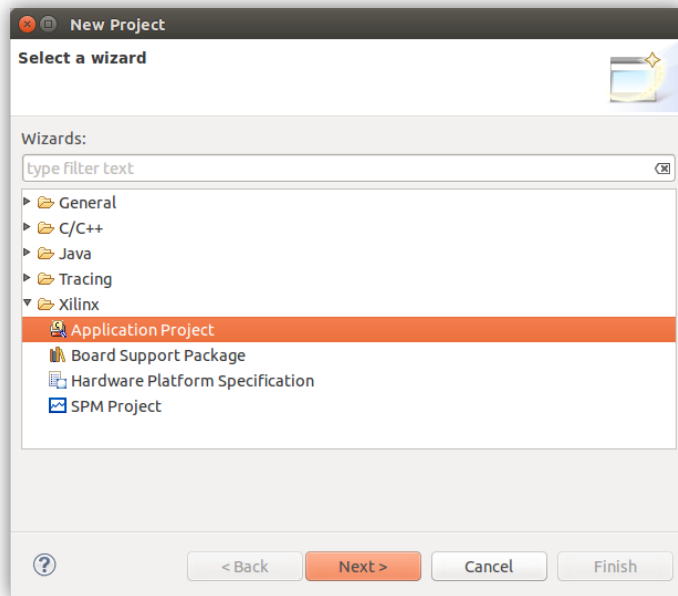 New Project
Select a wizard
Wizards:
type filter text
General
C/C++
Java
Tracing
Xilinx
Application Project
Board Support Package
Hardware Platform Specification
SPM Project
? < Back Next > Cancel Finish